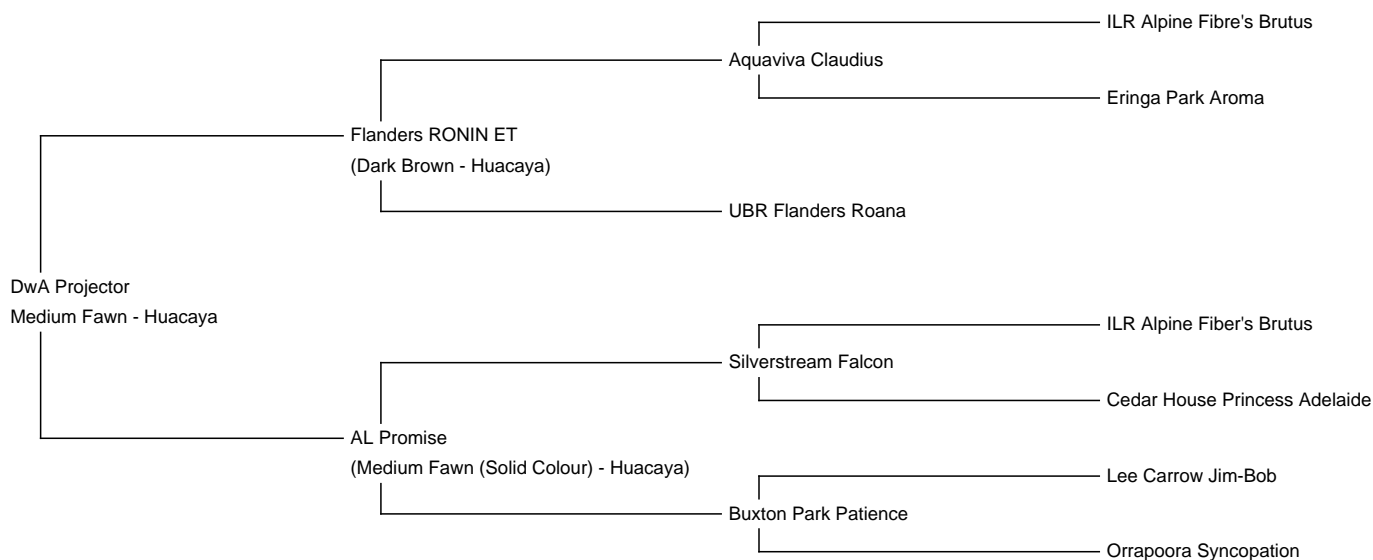 ILR Alpine Fibre's Brutus
Aquaviva Claudius
Eringa Park Aroma
Flanders RONIN ET
(Dark Brown - Huacaya)
UBR Flanders Roana
DwA Projector
Medium Fawn - Huacaya
ILR Alpine Fiber's Brutus
Silverstream Falcon
Cedar House Princess Adelaide
AL Promise
(Medium Fawn (Solid Colour) - Huacaya)
Lee Carrow Jim-Bob
Buxton Park Patience
Orrapoora Syncopation